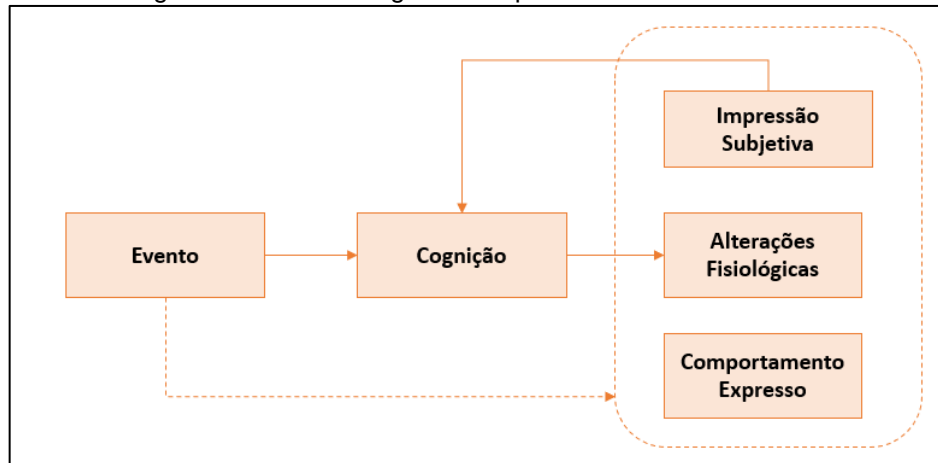 Impressão
Subjetiva
Evento
Cognição
Alterações
Fisiológicas
Comportamento
Expresso